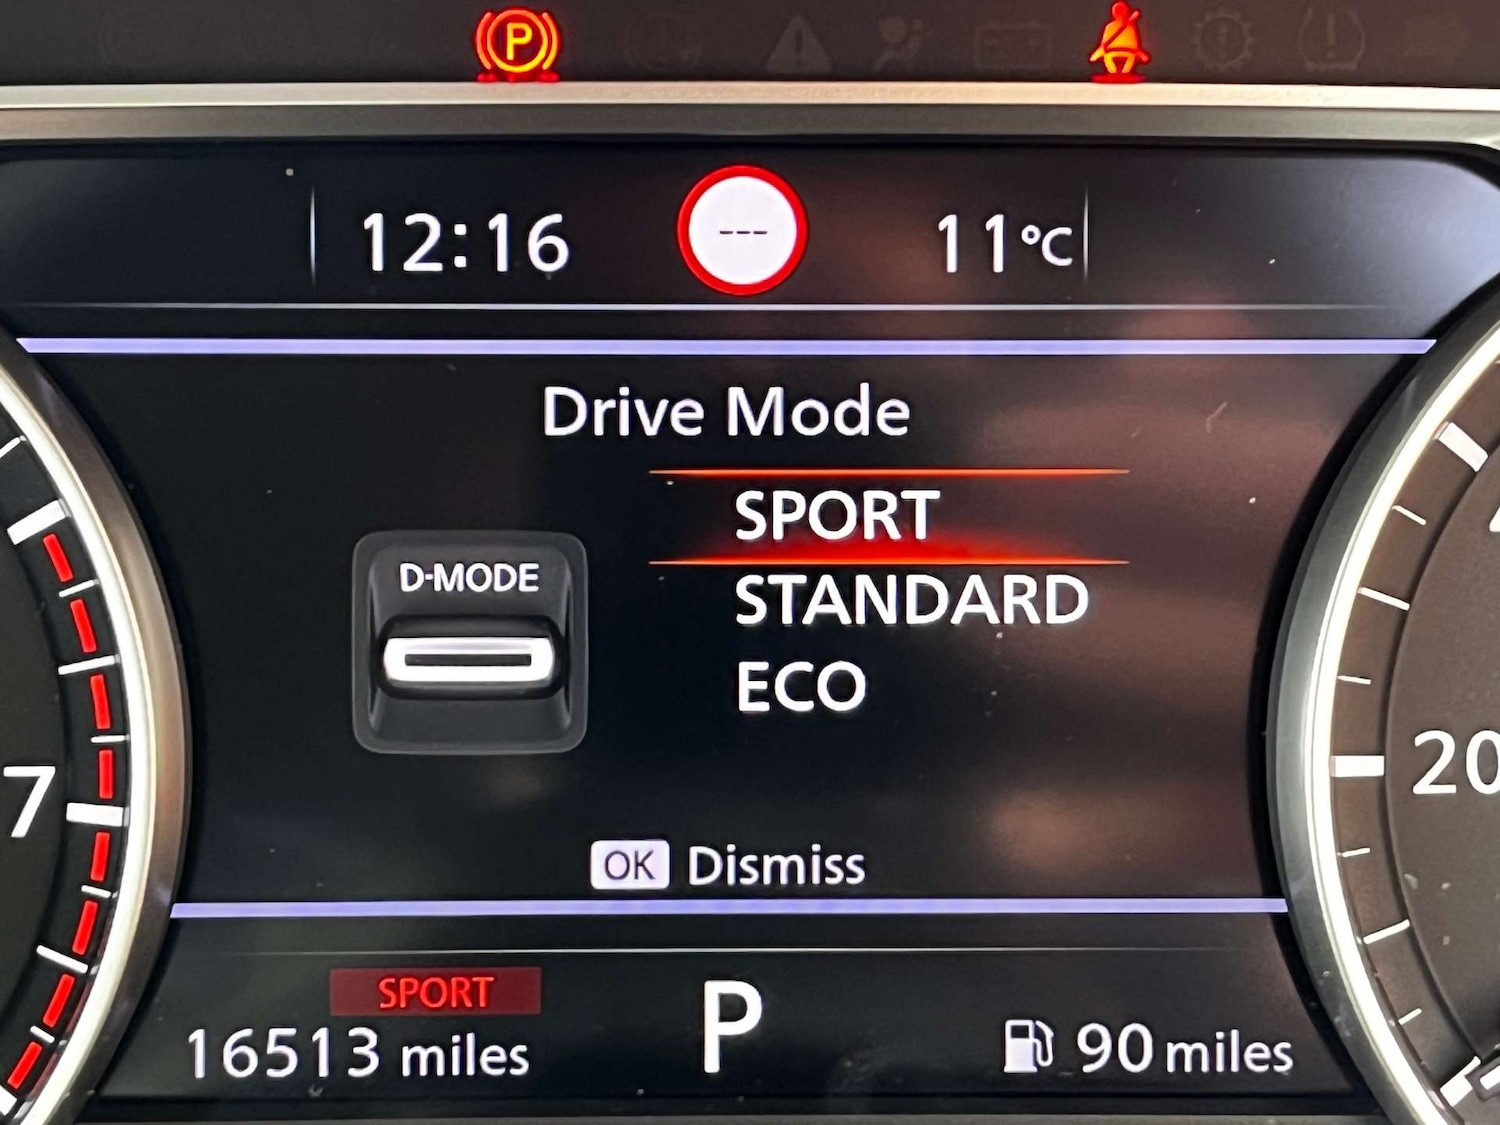 P
12:16 --- 11°C
Drive Mode
SPORT
D-MODE
STANDARD
ECO
7
20
OK Dismiss
SPORT
16513 miles P 90 miles